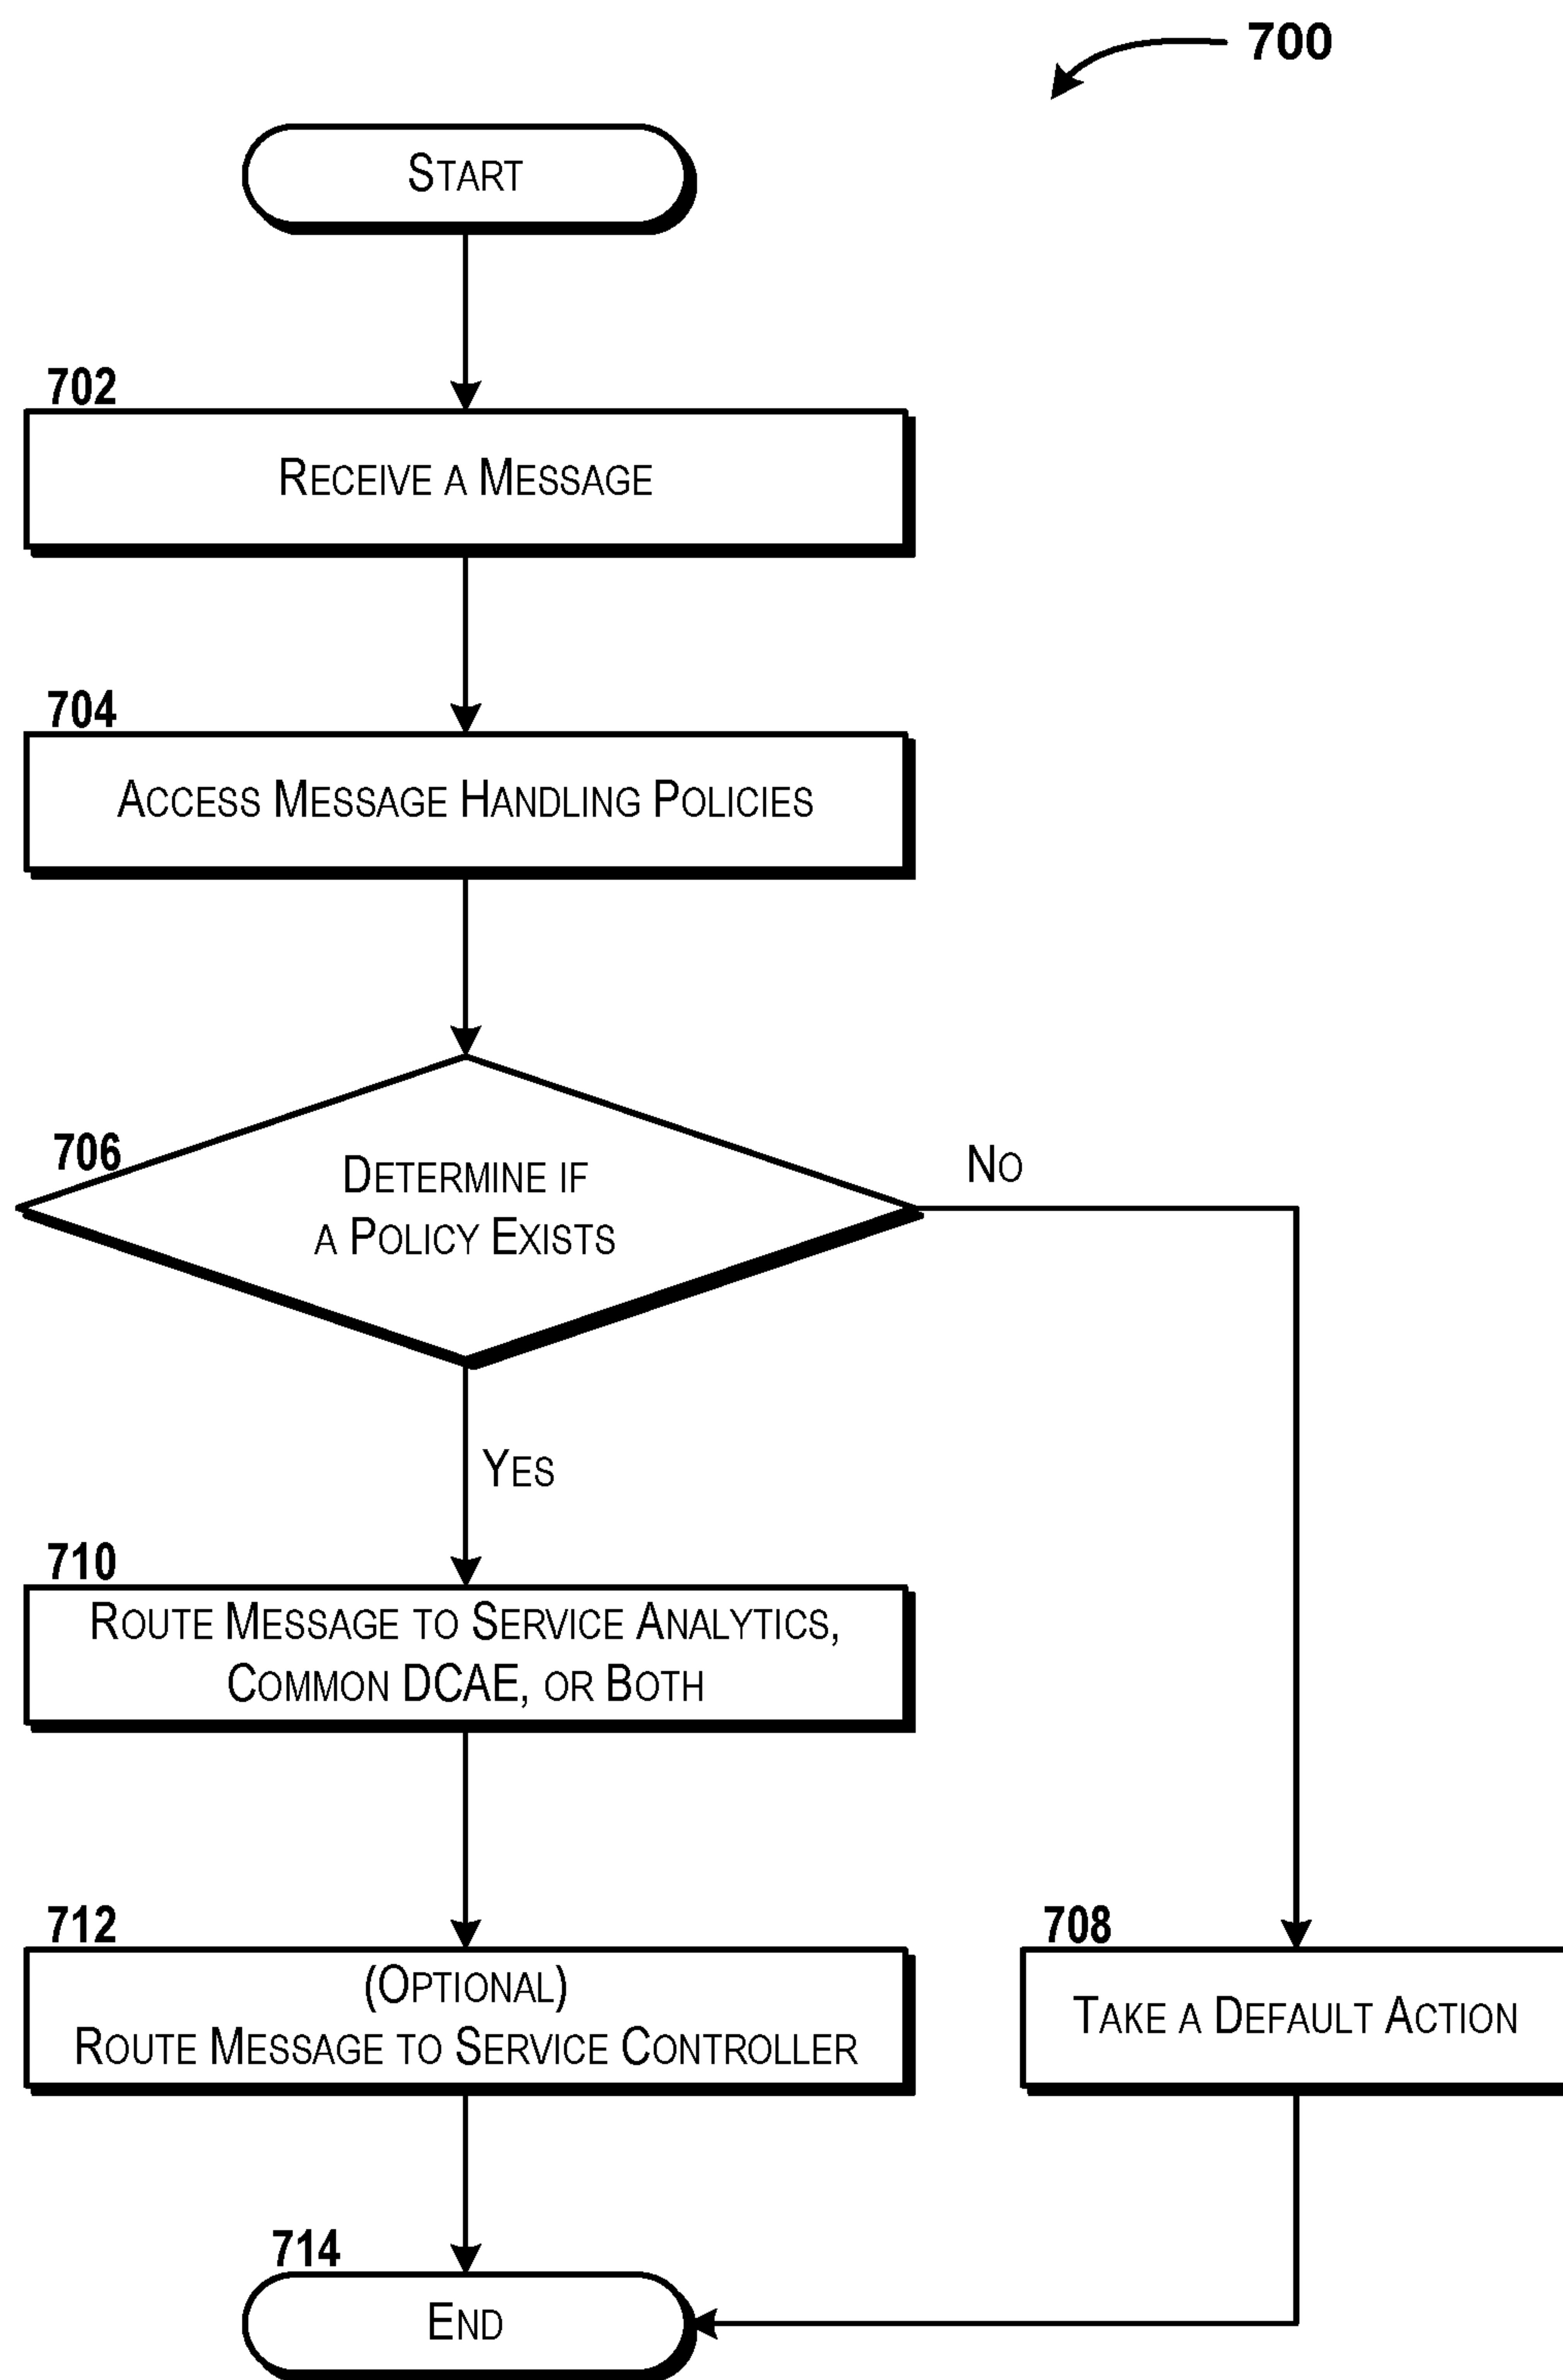 700
Start
702
Receive a Message
704
Access Message Handling Policies
706
Determine if
a Policy Exists
No
Yes
710
Route Message to Service Analytics,
Common DCAE, or Both
712
(Optional)
Route Message to Service Controller
708
Take a Default Action
714
End